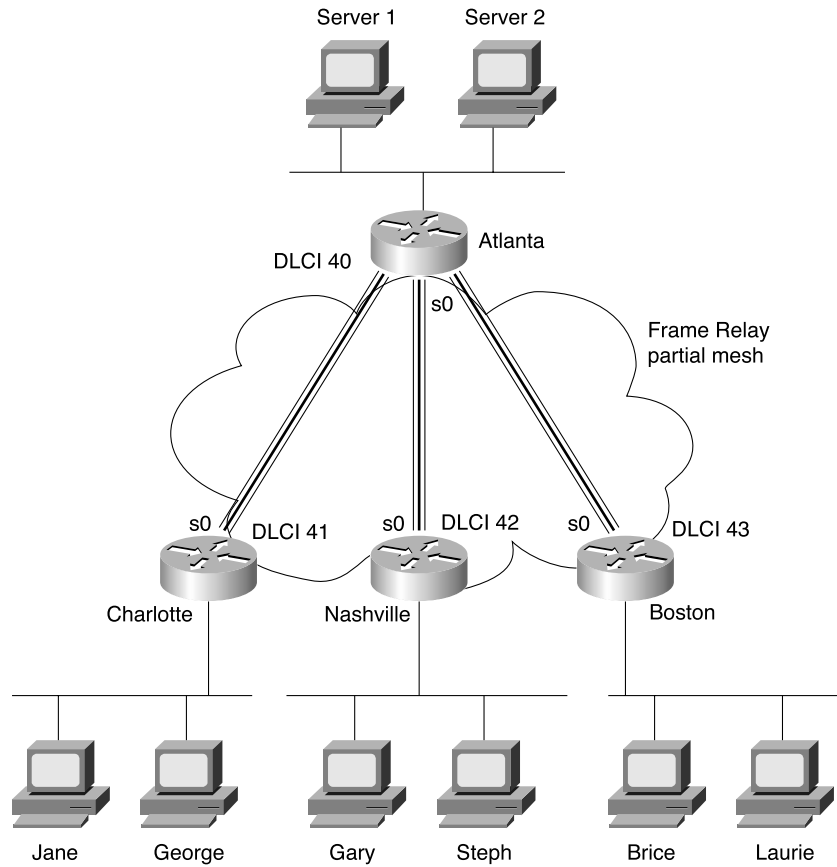 Server 1
Server 2
Atlanta
DLCI 40
s0
Frame Relay
partial mesh
s0
DLCI 41
s0
DLCI 42
s0
DLCI 43
Charlotte
Nashville
Boston
Jane
George
Gary
Steph
Brice
Laurie